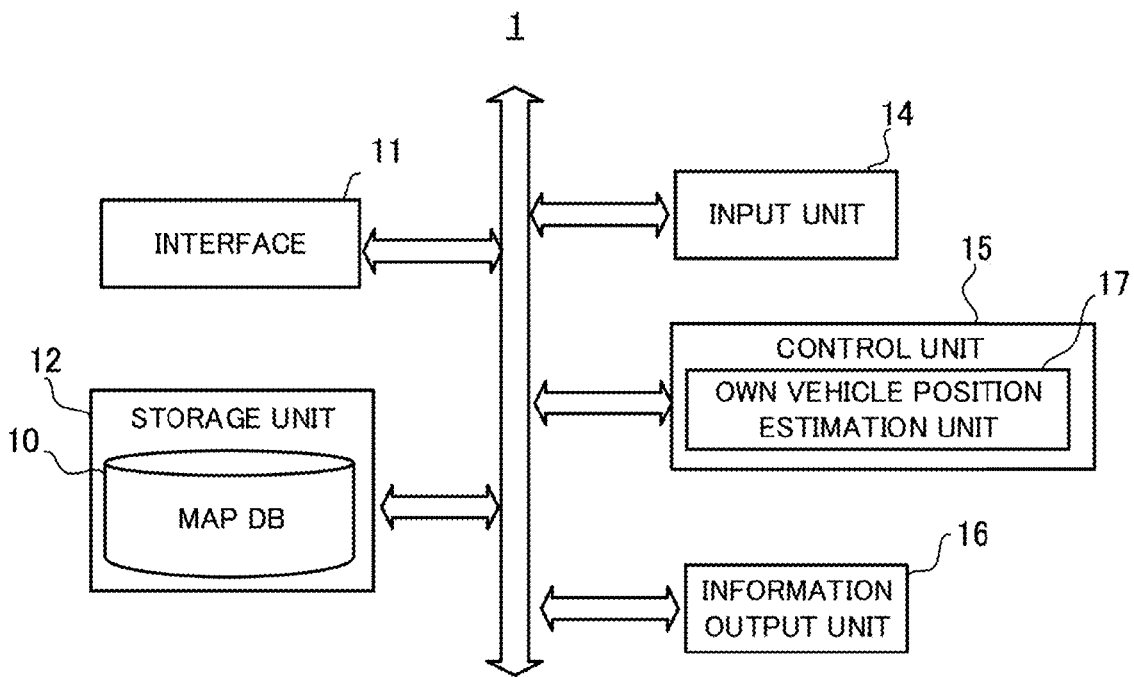 1
11
INTERFACE
14
INPUT UNIT
15
17
CONTROL UNIT
OWN VEHICLE POSITION
ESTIMATION UNIT
12
STORAGE UNIT
10
MAP DB
16
INFORMATION
OUTPUT UNIT